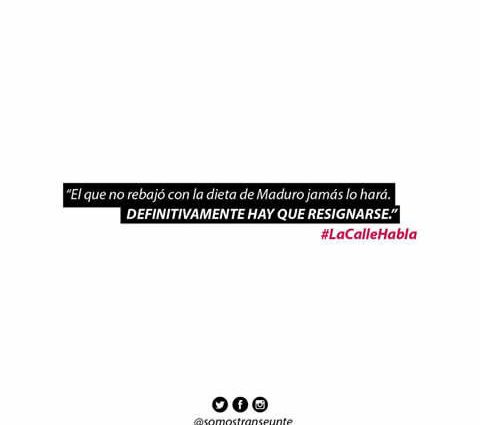 “El que no rebajó con la dieta de Maduro jamás lo hará.
DEFINITIVAMENTE HAY QUE RESIGNARSE.”
#LaCalleHabla
@somostranseunte